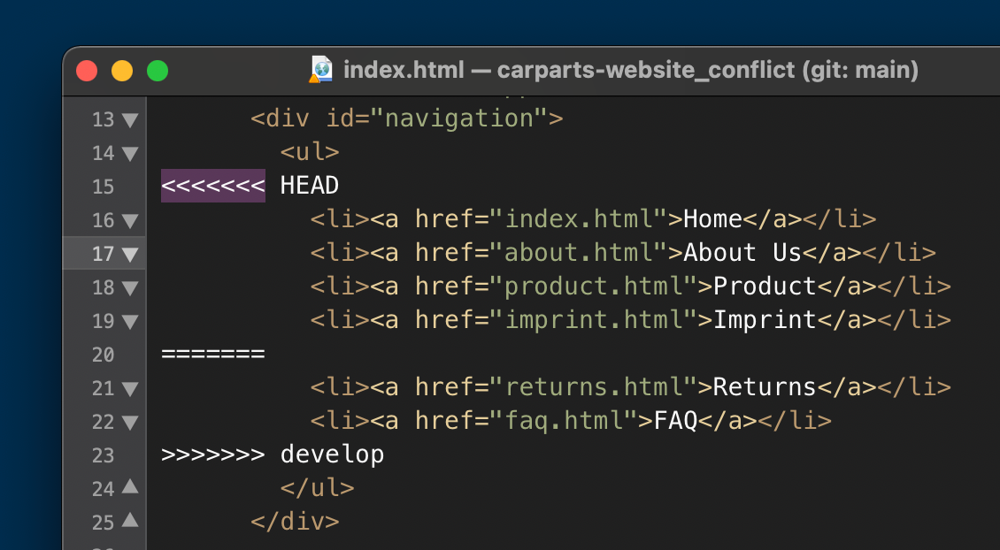 index.html — carparts-website_conflict (git: main)
13 <div id="navigation">
14 <ul>
15 <<<<<<< HEAD
16 <li><a href="index.html">Home</a></li>
17 <li><a href="about.html">About Us</a></li>
18 <li><a href="product.html">Product</a></li>
19 <li><a href="imprint.html">Imprint</a></li>
20 =======
21 <li><a href="returns.html">Returns</a></li>
22 <li><a href="faq.html">FAQ</a></li>
23 >>>>>>> develop
24 </ul>
25 </div>